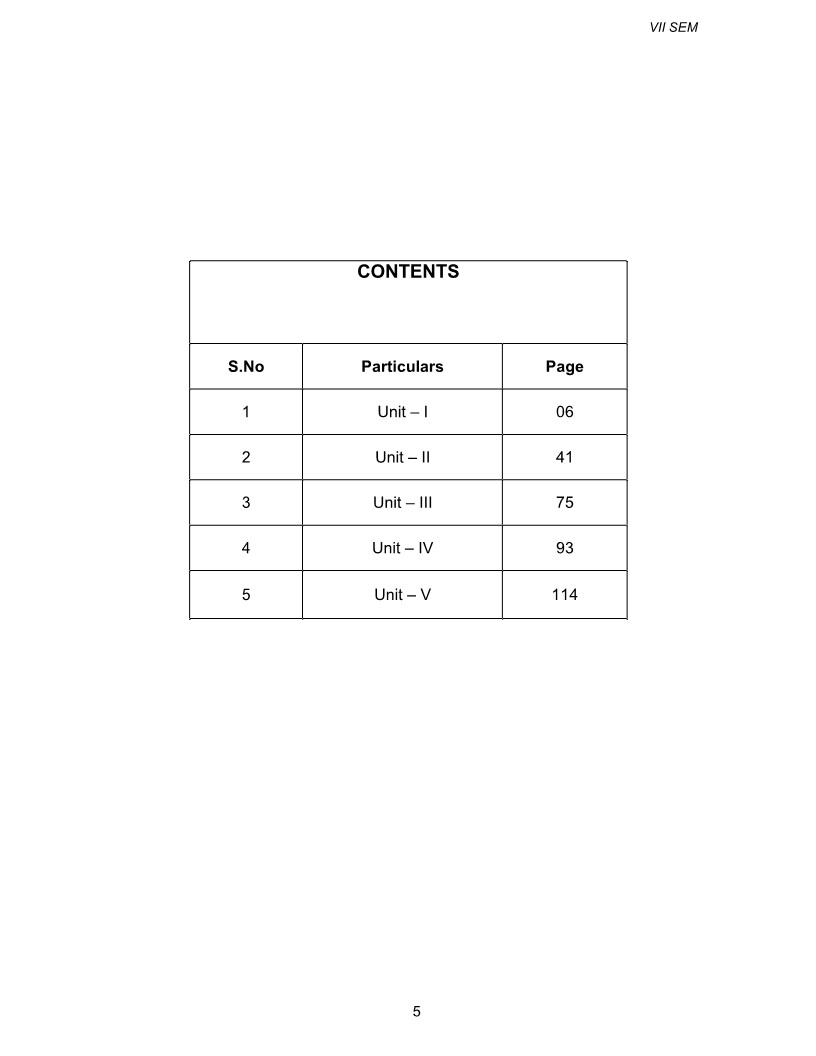 VII SEM
CONTENTS
S.No Particulars Page
1 Unit – I 06
2 Unit – II 41
3 Unit – III 75
4 Unit – IV 93
5 Unit – V 114
5